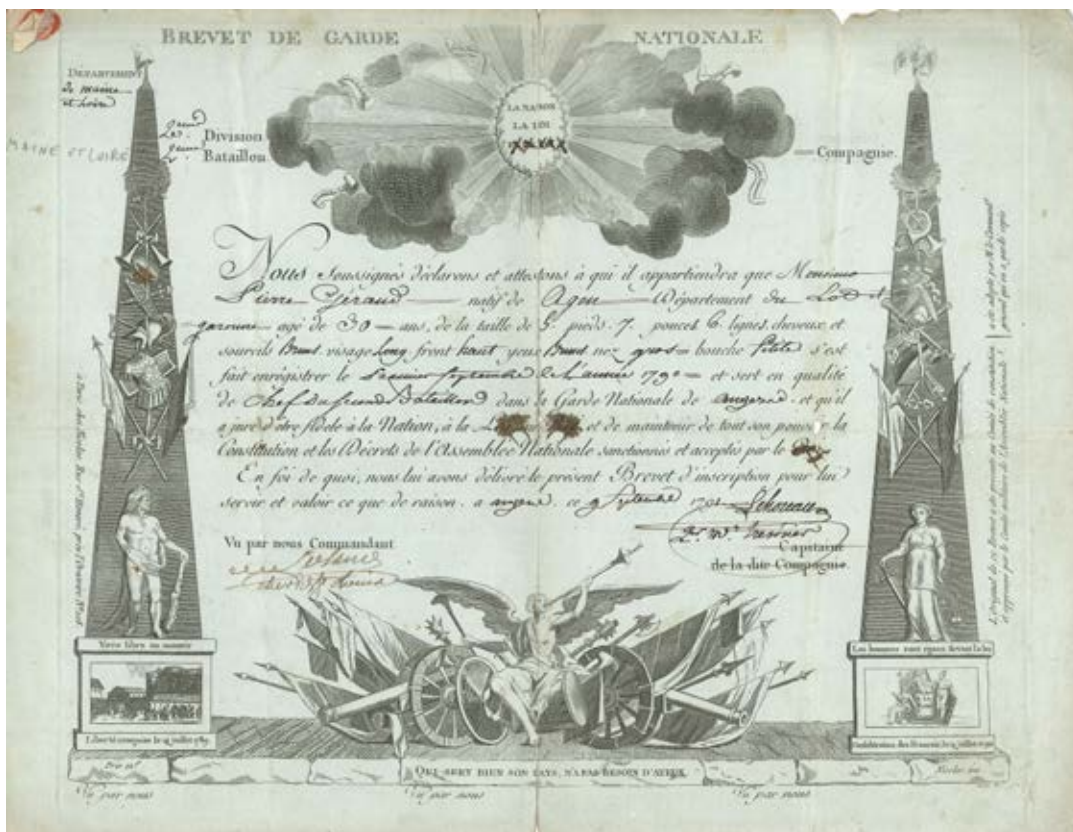 BREVET DE GARDE NATIONALE
DEPARTEMENT
de maine
et Loire
MAINE ET LOIRE
Division
Bataillon
Compagnie.
LA NATION
LA LOI
Nous Soussignés déclarons et attestons à qui il appartiendra que Monsieur
Pierre Géraud natif de Agen Département du Lot et
garonne agé de 30 ans, de la taille de 5. pieds. 7. pouces 6. lignes, cheveux et
sourcils Bruns visage Long front haut yeux Bruns nez gros bouche Petite s'est
fait enrégistrer le septembre de L'année 1790 et sert en qualité
de Chef du second Bataillon dans la Garde Nationale de angers et qu'il
a juré d'être fidele à la Nation, à la et de maintenir de tout son pouvoir la
Constitution et les Décrets de l'Assemblée Nationale sanctionnés et acceptés par le
En foi de quoi, nous lui avons délivré le présent Brevet d'inscription pour lui
servir et valoir ce que de raison. a angers ce 9 septembre
Vu par nous Commandant
Capitaine
de la dite Compagnie.
Vivre libre ou mourir
Les hommes sont égaux devant la loi
Liberté conquise le 14 Juillet 1789.
QUI SERT BIEN SON PAYS, N'A PAS BESOIN D'AYEUX.
Vu par nous
Vu par nous
Vu par nous